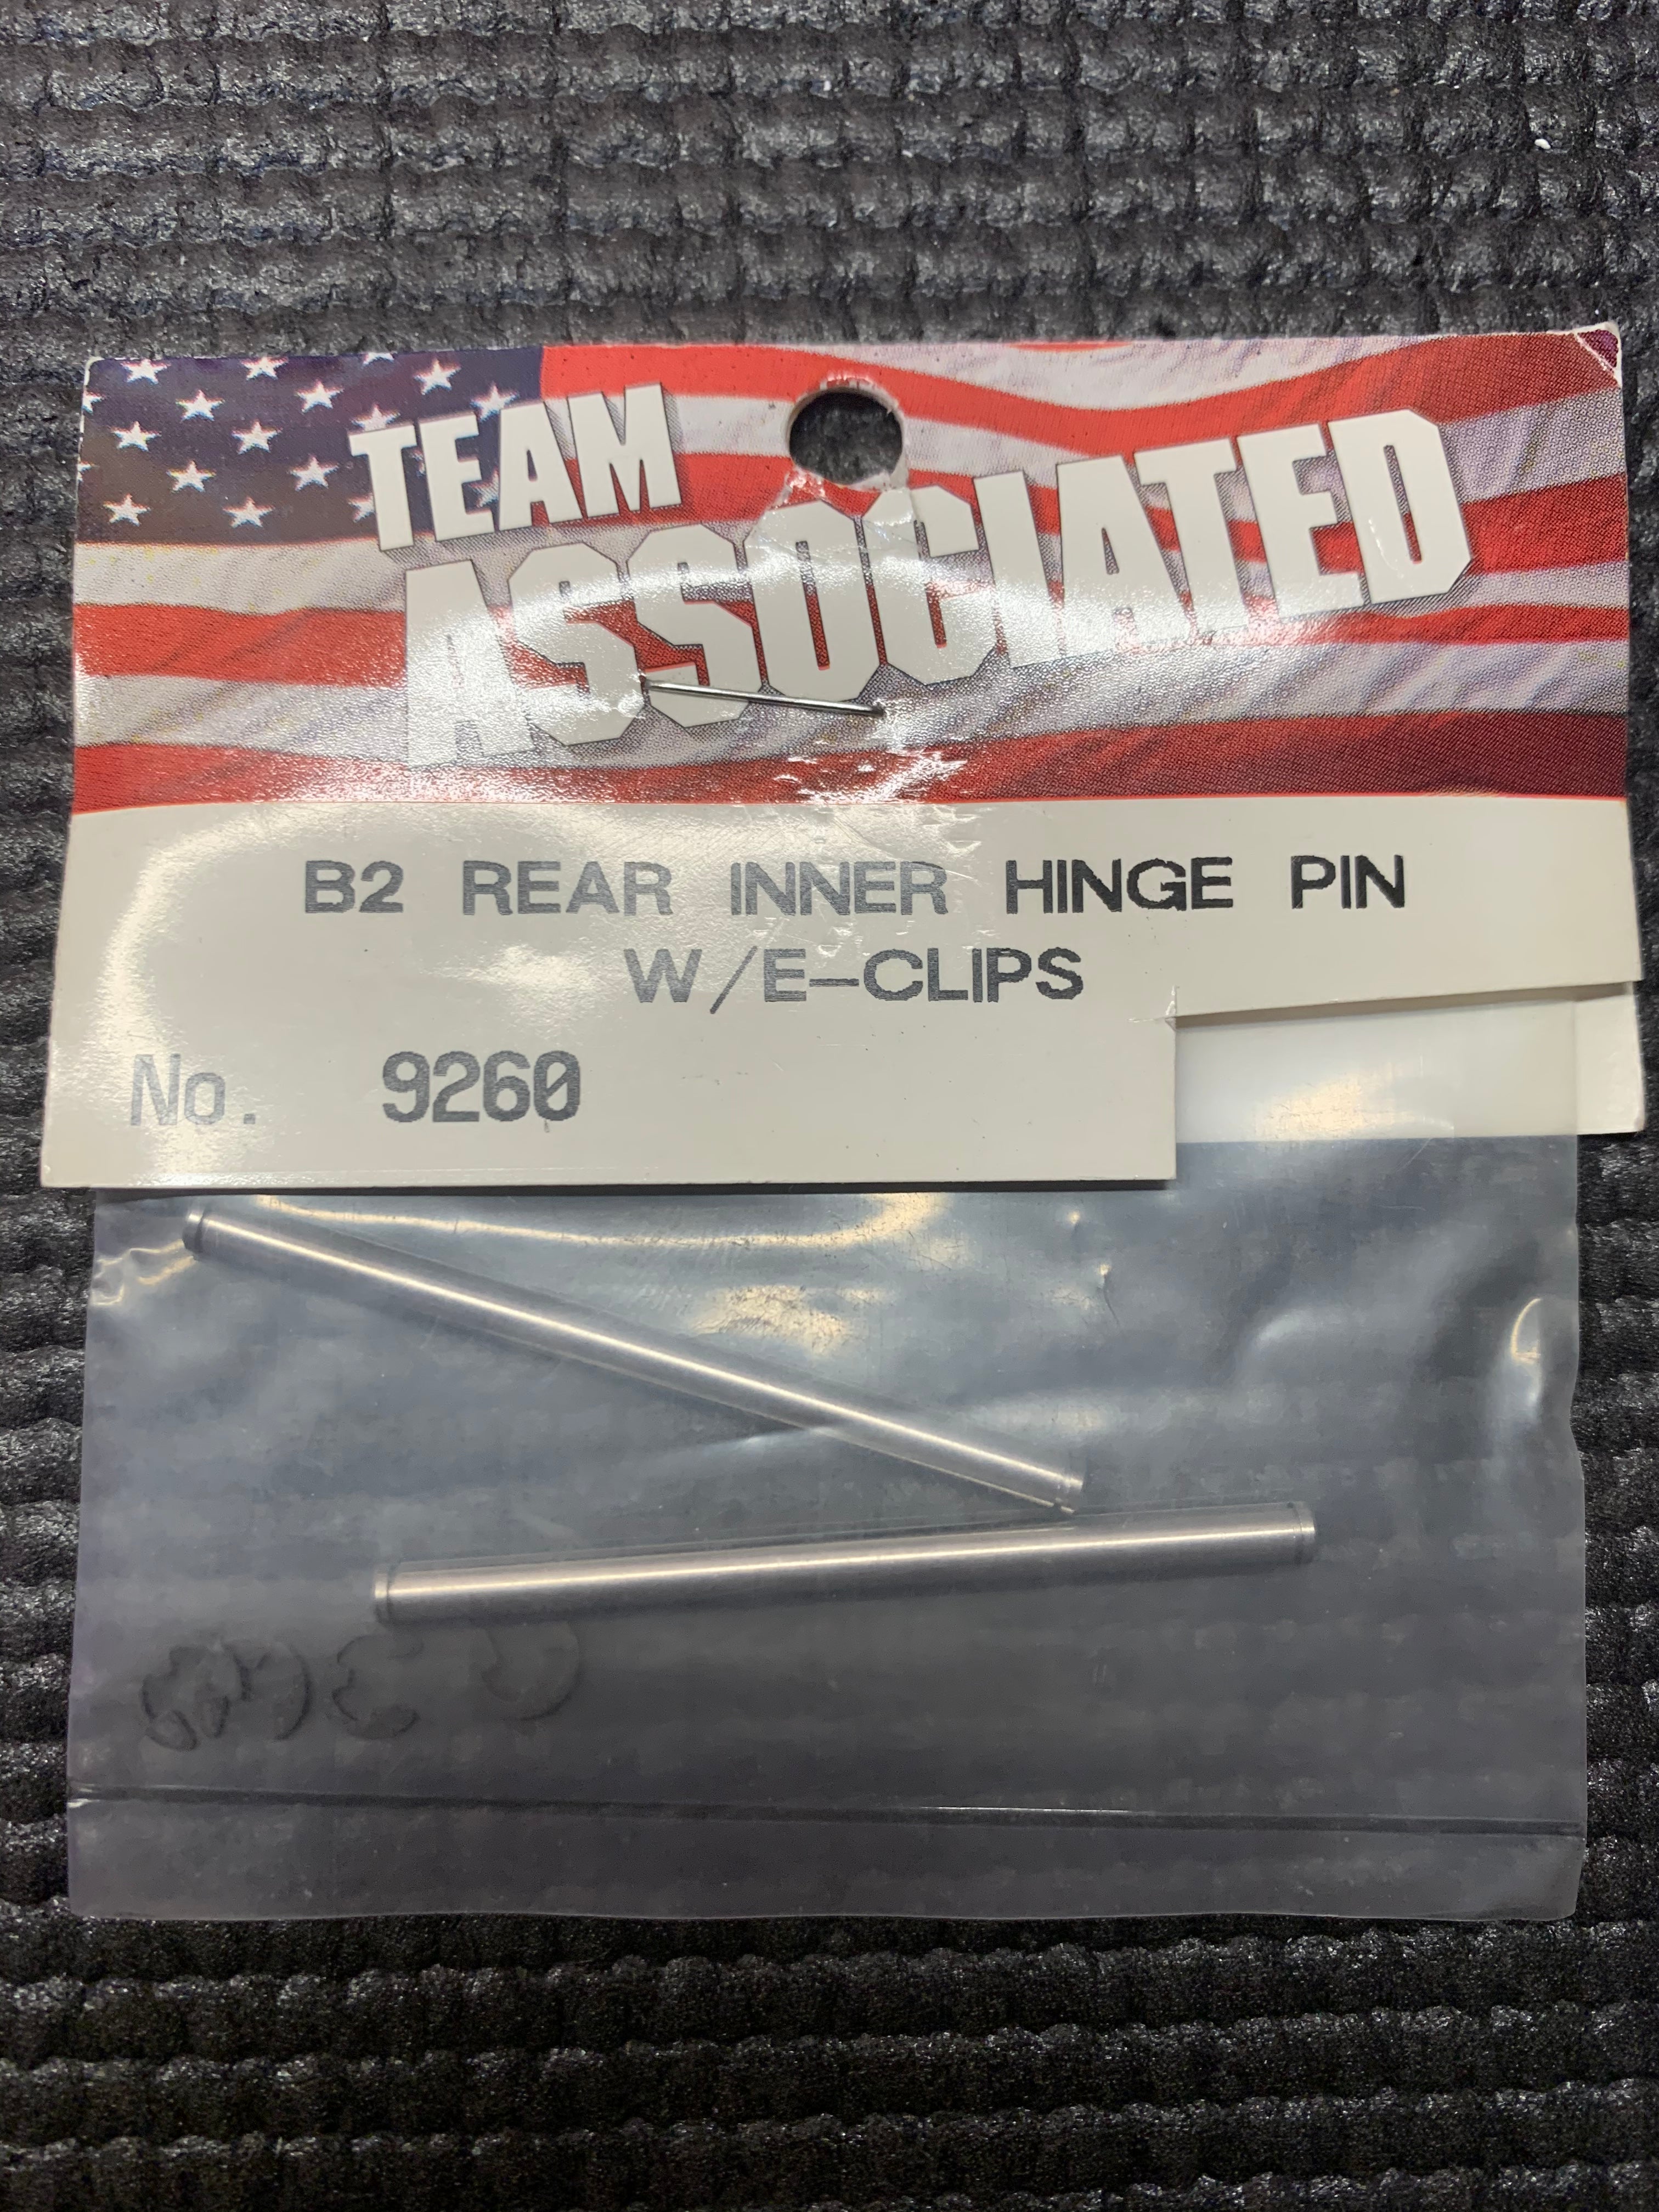 TEAM
ASSOCIATED
B2 REAR INNER HINGE PIN
W/E-CLIPS
No. 9260